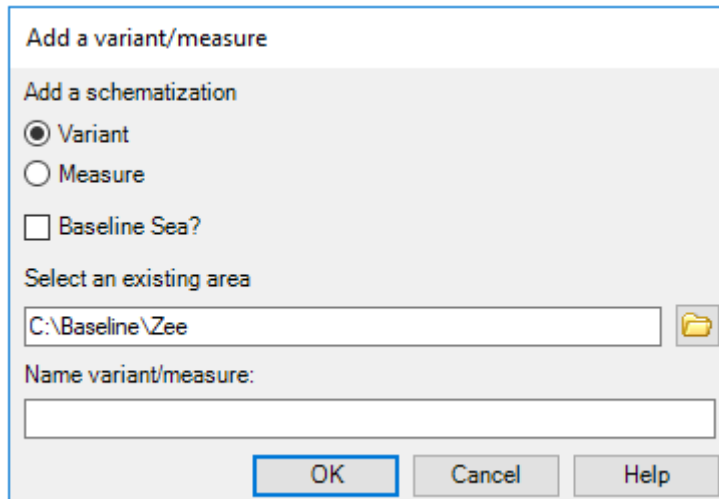 Add a variant/measure
Add a schematization
Variant
Measure
Baseline Sea?
Select an existing area
C:\Baseline\Zee
Name variant/measure:
OK Cancel Help